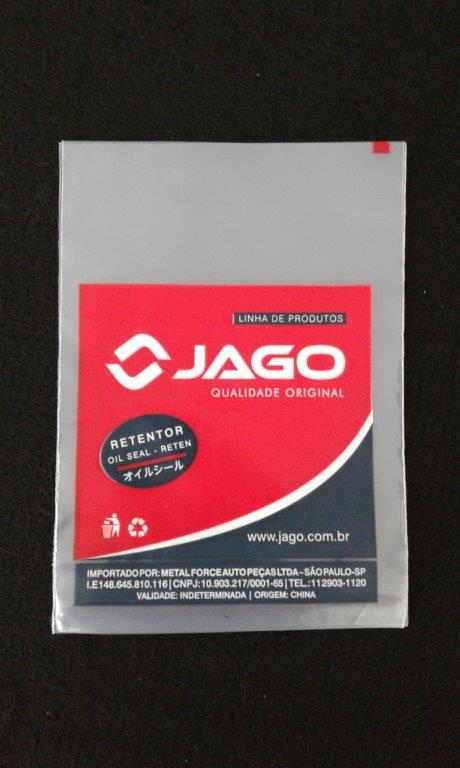 | LINHA DE PRODUTOS
JAGO
QUALIDADE ORIGINAL
RETENTOR
OIL SEAL - RETEN
オイルシール
www.jago.com.br
IMPORTADO POR: METAL FORCE AUTO PEÇAS LTDA – SÃO PAULO-SP
I.E 148.645.810.116 | CNPJ: 10.903.217/0001-65 | TEL.: 112903-1120
VALIDADE: INDETERMINADA | ORIGEM: CHINA